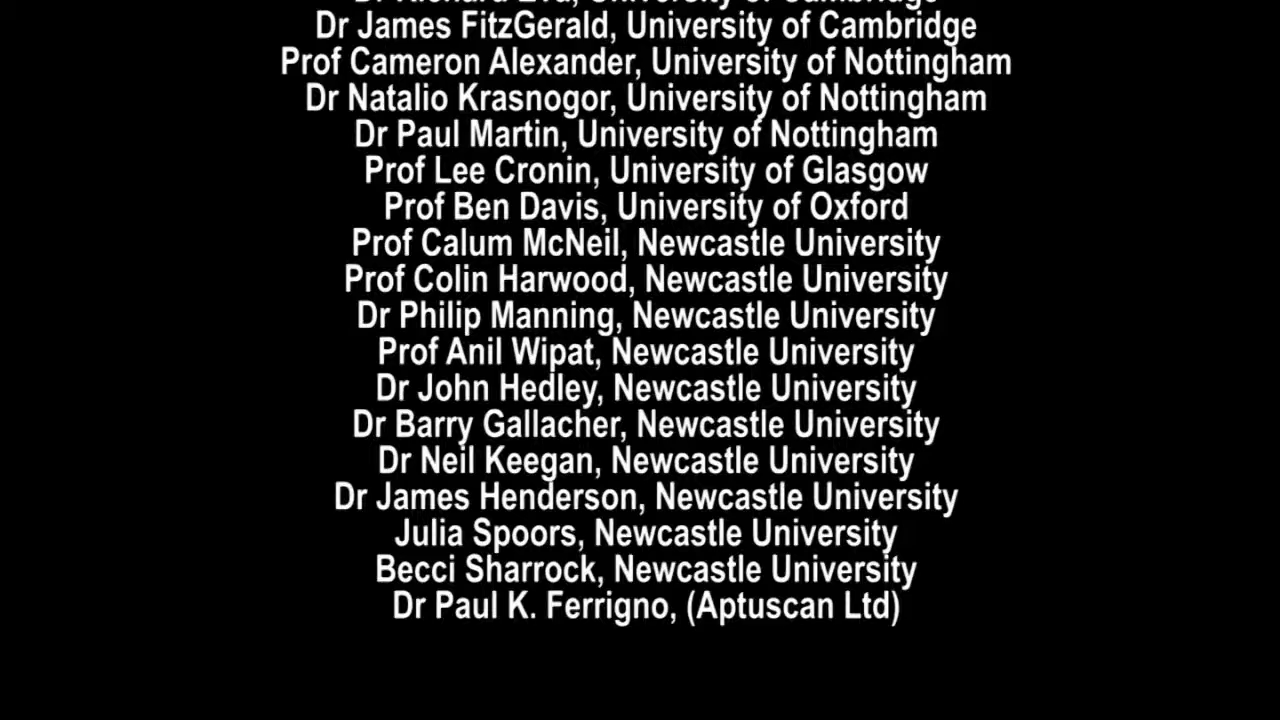 Dr James FitzGerald, University of Cambridge
Prof Cameron Alexander, University of Nottingham
Dr Natalio Krasnogor, University of Nottingham
Dr Paul Martin, University of Nottingham
Prof Lee Cronin, University of Glasgow
Prof Ben Davis, University of Oxford
Prof Calum McNeil, Newcastle University
Prof Colin Harwood, Newcastle University
Dr Philip Manning, Newcastle University
Prof Anil Wipat, Newcastle University
Dr John Hedley, Newcastle University
Dr Barry Gallacher, Newcastle University
Dr Neil Keegan, Newcastle University
Dr James Henderson, Newcastle University
Julia Spoors, Newcastle University
Becci Sharrock, Newcastle University
Dr Paul K. Ferrigno, (Aptuscan Ltd)